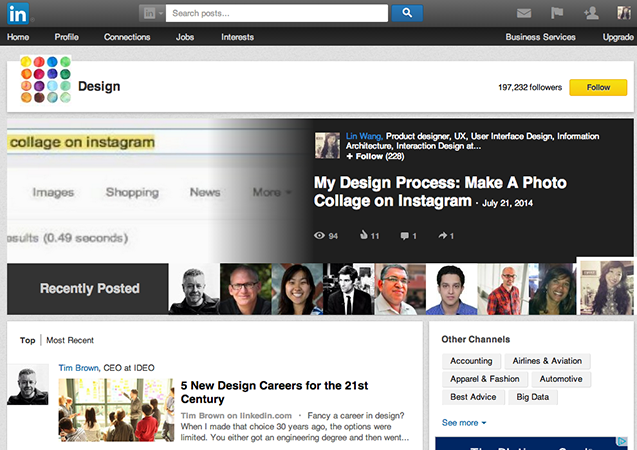 in
in
Search posts...
Home Profile Connections Jobs Interests Business Services Upgrade
Design
197,232 followers
Follow
collage on instagram
Images Shopping News More
esults (0.49 seconds)
Lin Wang, Product designer, UX, User Interface Design, Information
Architecture, Interaction Design at...
+ Follow (228)
My Design Process: Make A Photo
Collage on Instagram · July 21, 2014
94 11 1 1
Recently Posted
Top Most Recent
Tim Brown, CEO at IDEO
5 New Design Careers for the 21st
Century
Tim Brown on linkedin.com · Fancy a career in design?
When I made that choice 30 years ago, the options were
limited. You either got an engineering degree and then went...
Other Channels
Accounting Airlines & Aviation
Apparel & Fashion Automotive
Best Advice Big Data
See more